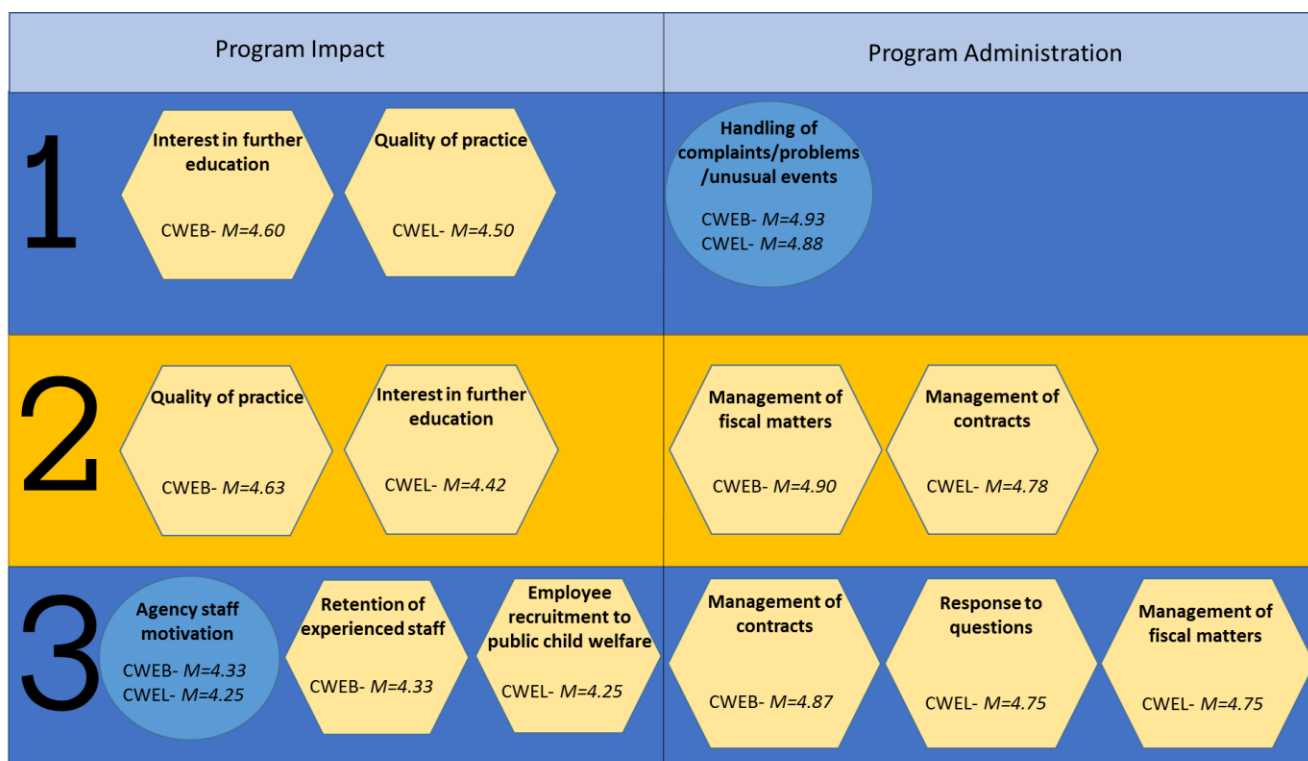 Program Impact
Program Administration
1
Interest in further
education
CWEB- M=4.60
Quality of practice
CWEL- M=4.50
Handling of
complaints/problems
/unusual events
CWEB- M=4.93
CWEL- M=4.88
2
Quality of practice
CWEB- M=4.63
Interest in further
education
CWEL- M=4.42
Management of
fiscal matters
CWEB- M=4.90
Management of
contracts
CWEL- M=4.78
3
Agency staff
motivation
CWEB- M=4.33
CWEL- M=4.25
Retention of
experienced staff
CWEB- M=4.33
Employee
recruitment to
public child welfare
CWEL- M=4.25
Management of
contracts
CWEB- M=4.87
Response to
questions
CWEL- M=4.75
Management of
fiscal matters
CWEL- M=4.75